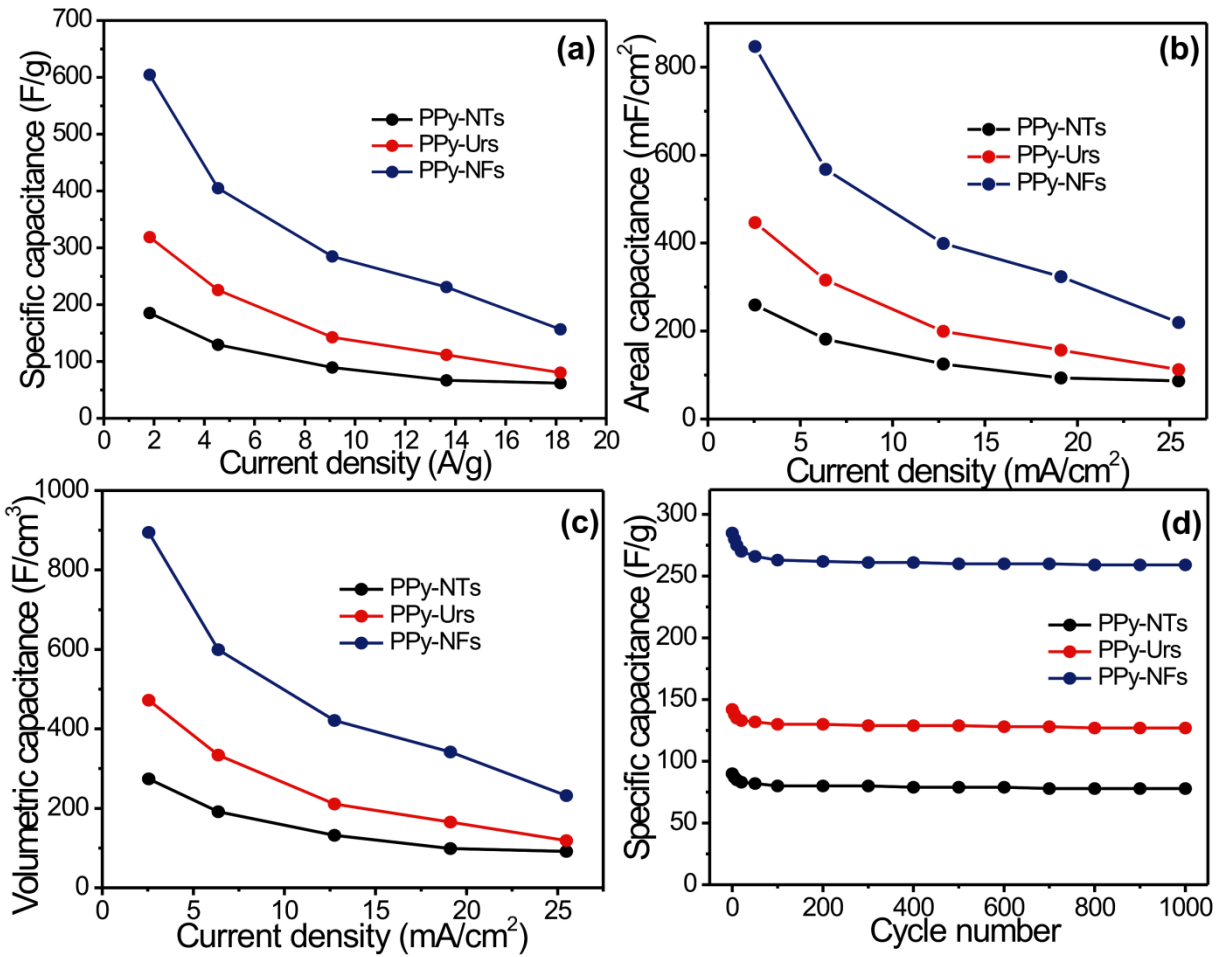 (a)
Specific capacitance (F/g)
700
600
500
400
300
200
100
0
PPy-NTs
PPy-Urs
PPy-NFs
0 2 4 6 8 10 12 14 16 18 20
Current density (A/g)
(b)
Areal capacitance (mF/cm²)
800
600
400
200
0
PPy-NTs
PPy-Urs
PPy-NFs
0 5 10 15 20 25
Current density (mA/cm²)
(c)
Volumetric capacitance (F/cm³)
1000
800
600
400
200
0
PPy-NTs
PPy-Urs
PPy-NFs
0 5 10 15 20 25
Current density (mA/cm²)
(d)
Specific capacitance (F/g)
300
250
200
150
100
50
0
PPy-NTs
PPy-Urs
PPy-NFs
0 200 400 600 800 1000
Cycle number